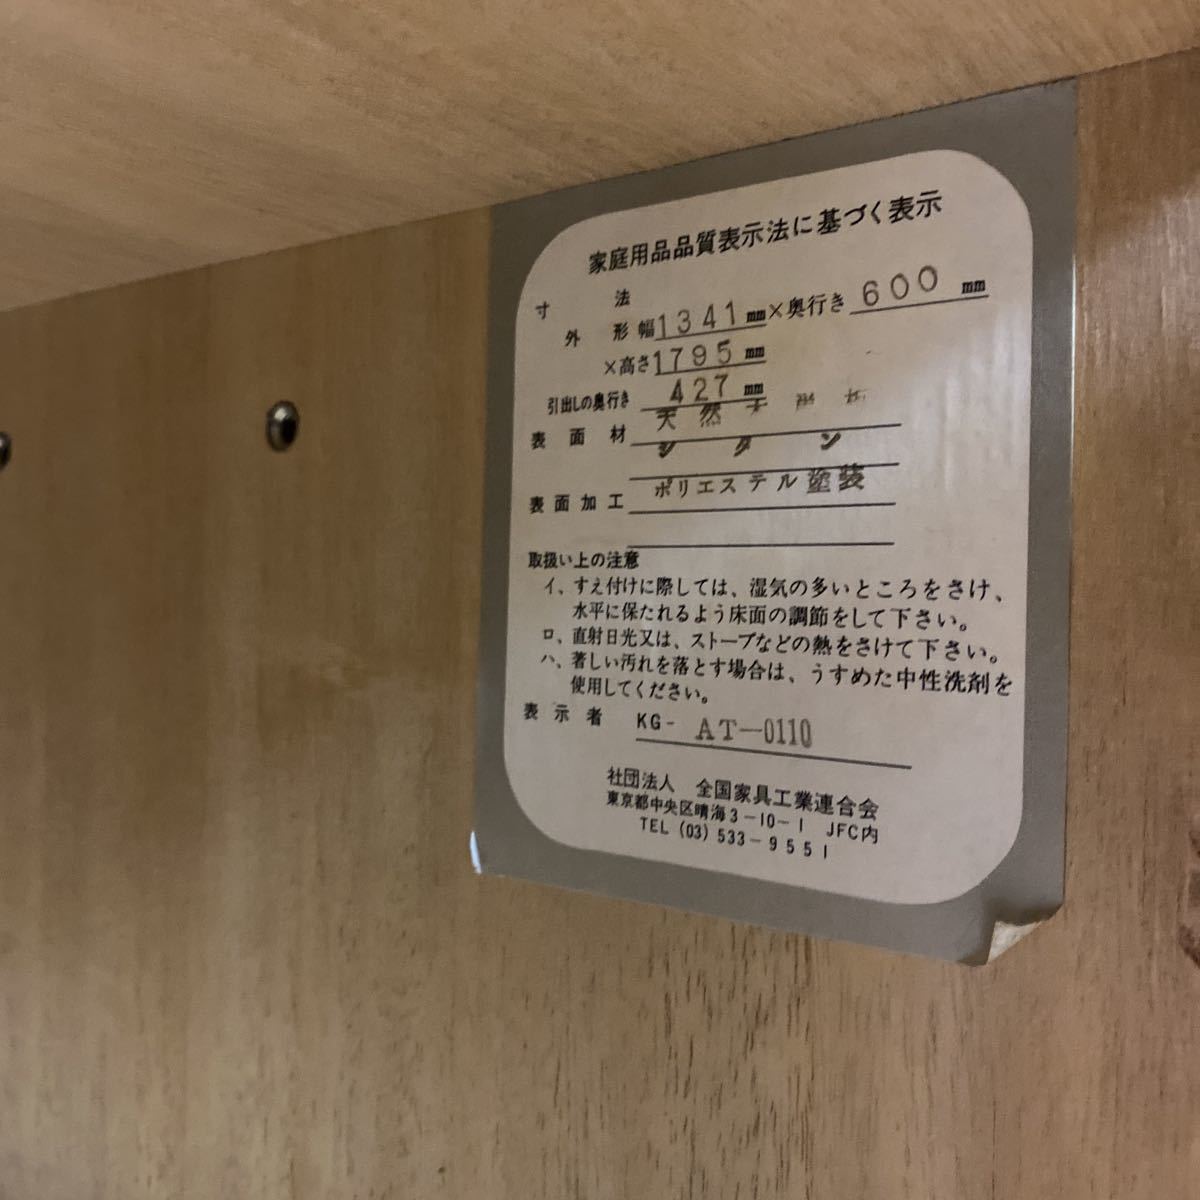 家庭用品品質表示法に基づく表示
寸法
外形幅1341mm×奥行き600mm
×高さ1795mm
引出しの奥行き 427mm
表面材 天然
シタン
表面加工 ポリエステル塗装
取扱い上の注意
イ、すえ付けに際しては、湿気の多いところをさけ、
水平に保たれるよう床面の調節をして下さい。
ロ、直射日光又は、ストーブなどの熱をさけて下さい。
ハ、著しい汚れを落とす場合は、うすめた中性洗剤を
使用してください。
表示者 KG- AT-0110
社団法人 全国家具工業連合会
東京都中央区晴海3-10-1 JFC内
TEL (03) 533-9551